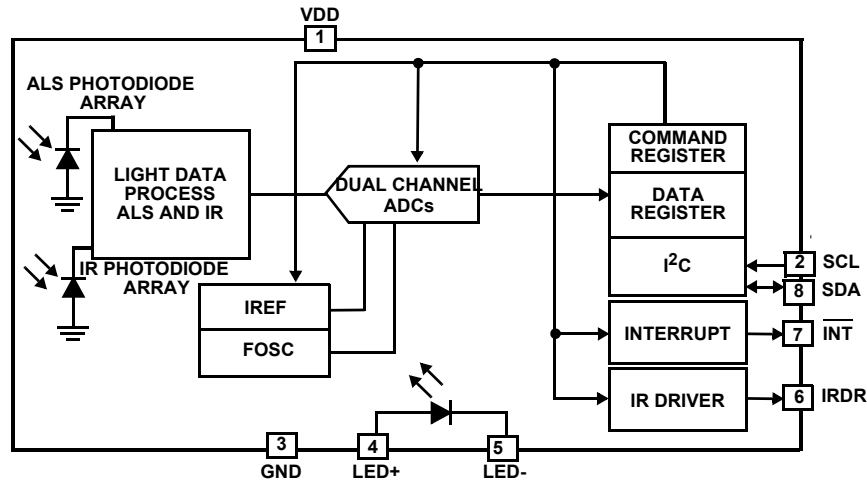 VDD
1
ALS PHOTODIODE
ARRAY
LIGHT DATA
PROCESS
ALS AND IR
IR PHOTODIODE
ARRAY
DUAL CHANNEL
ADCs
IREF
FOSC
COMMAND
REGISTER
DATA
REGISTER
I²C
INTERRUPT
IR DRIVER
2 SCL
8 SDA
7 I̅N̅T̅
6 IRDR
3
GND
4
LED+
5
LED-